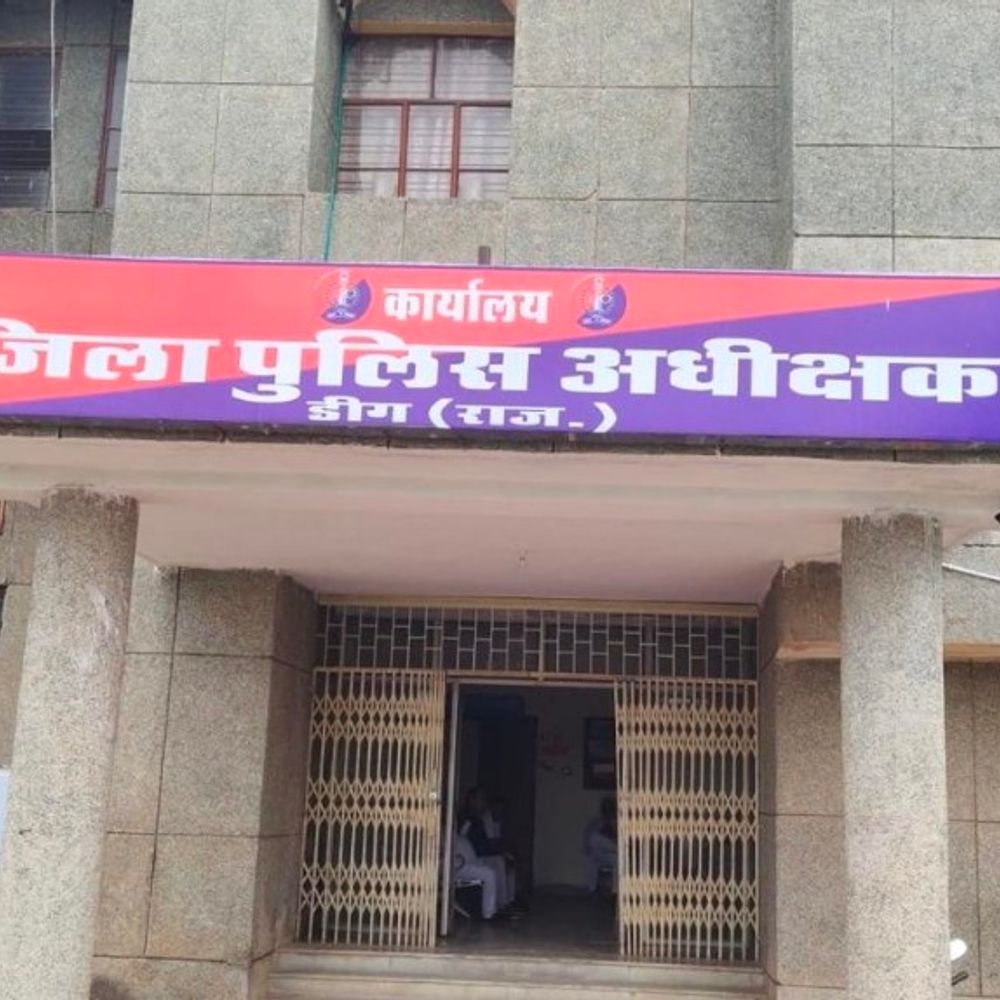 कार्यालय
जिला पुलिस अधीक्षक
डीग (राज.)